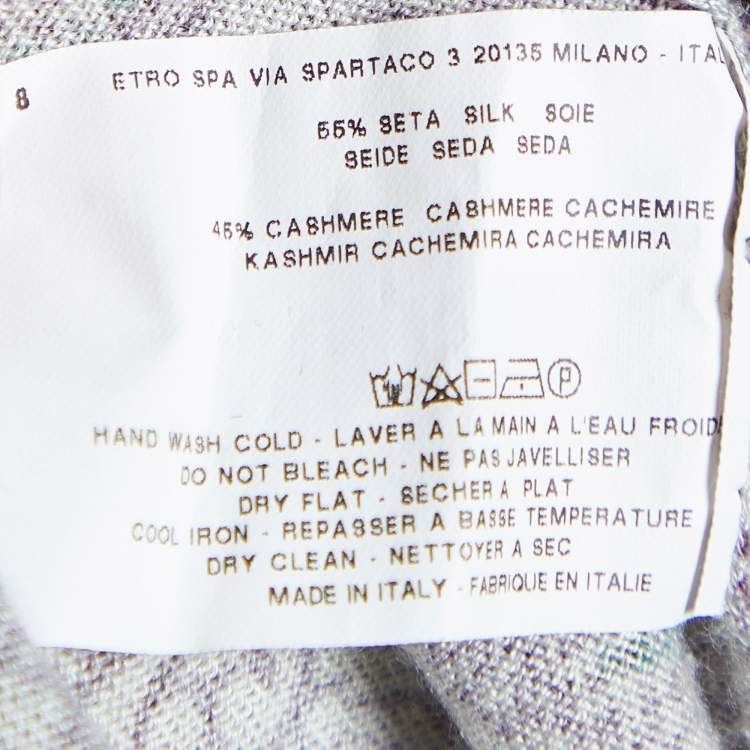 8
ETRO SPA VIA SPARTACO 3 20135 MILANO - ITAL
55% SETA SILK SOIE
SEIDE SEDA SEDA
45% CASHMERE CASHMERE CACHEMIRE
KASHMIR CACHEMIRA CACHEMIRA
P
HAND WASH COLD - LAVER A LA MAIN A L'EAU FROID
DO NOT BLEACH - NE PAS JAVELLISER
DRY FLAT - SECHER A PLAT
COOL IRON - REPASSER A BASSE TEMPERATURE
DRY CLEAN - NETTOYER A SEC
MADE IN ITALY - FABRIQUE EN ITALIE